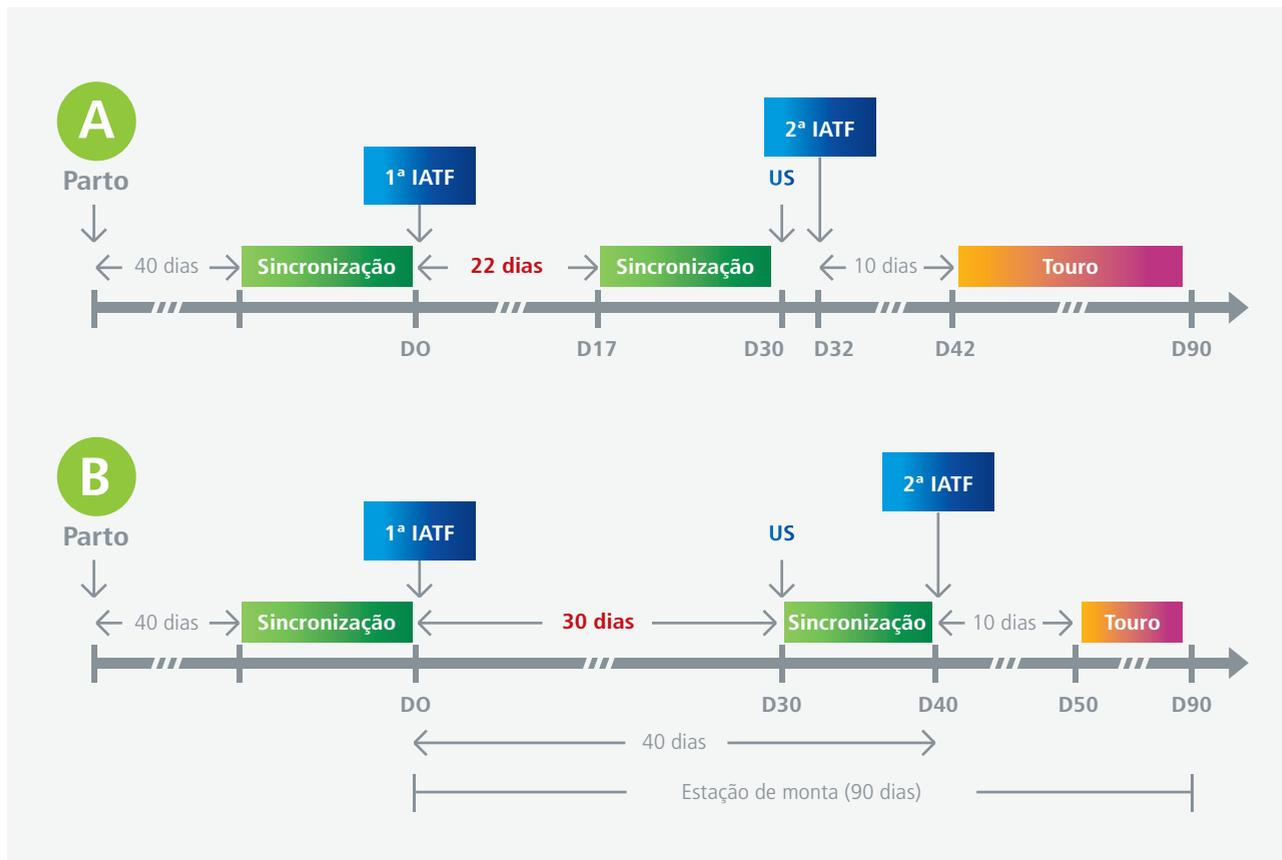 A
Parto
1ª IATF
2ª IATF
US
40 dias
Sincronização
22 dias
Sincronização
10 dias
Touro
DO
D17
D30
D32
D42
D90
B
Parto
1ª IATF
US
2ª IATF
40 dias
Sincronização
30 dias
Sincronização
10 dias
Touro
DO
D30
D40
D50
D90
40 dias
Estação de monta (90 dias)